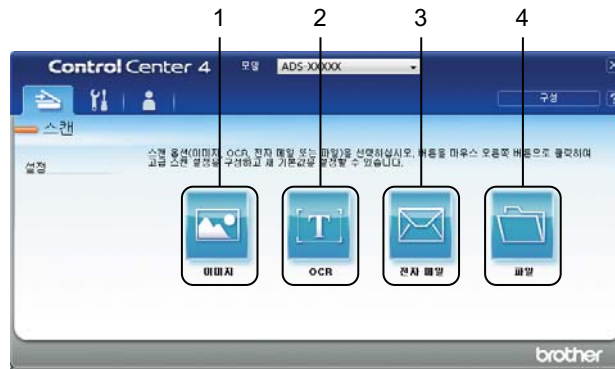 1 2 3 4
Control Center 4 모델 ADS-XXXXX
구성 ?
스캔
스캔 옵션(이미지, OCR, 전자 메일 또는 파일)을 선택하십시오. 버튼을 마우스 오른쪽 버튼으로 클릭하여
고급 스캔 설정을 구성하고 새 기본값을 설정할 수 있습니다.
설정
T
이미지 OCR 전자 메일 파일
brother